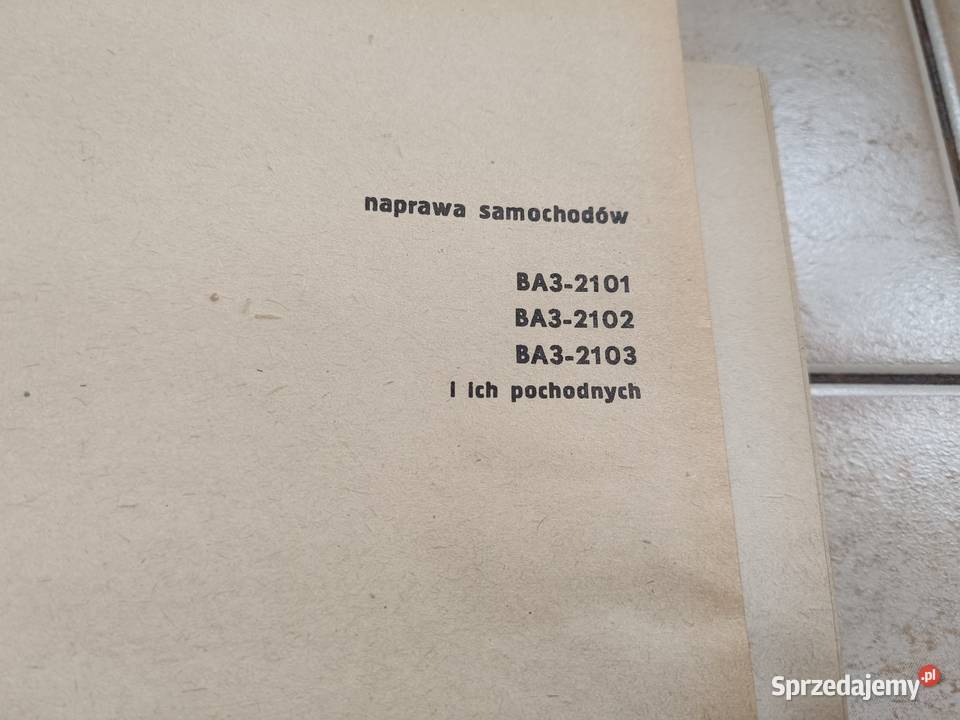 naprawa samochodów
ВАЗ-2101
ВАЗ-2102
ВАЗ-2103
i ich pochodnych
Sprzedajemy.pl